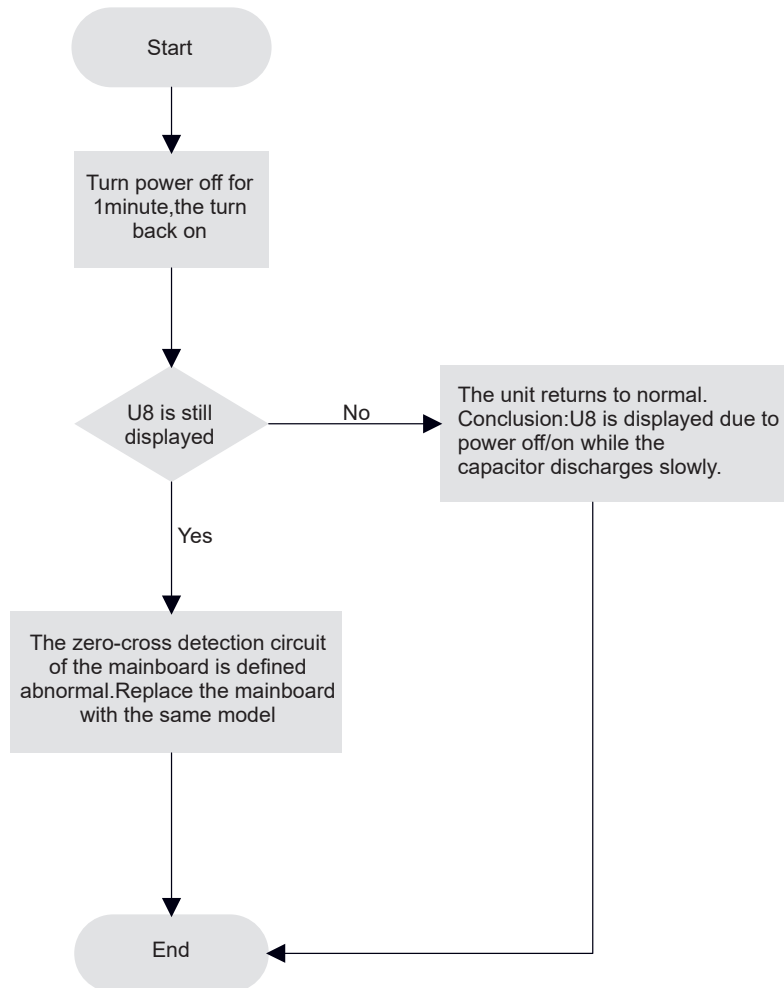 Start
Turn power off for
1minute,the turn
back on
U8 is still
displayed
No
The unit returns to normal.
Conclusion:U8 is displayed due to
power off/on while the
capacitor discharges slowly.
Yes
The zero-cross detection circuit
of the mainboard is defined
abnormal.Replace the mainboard
with the same model
End